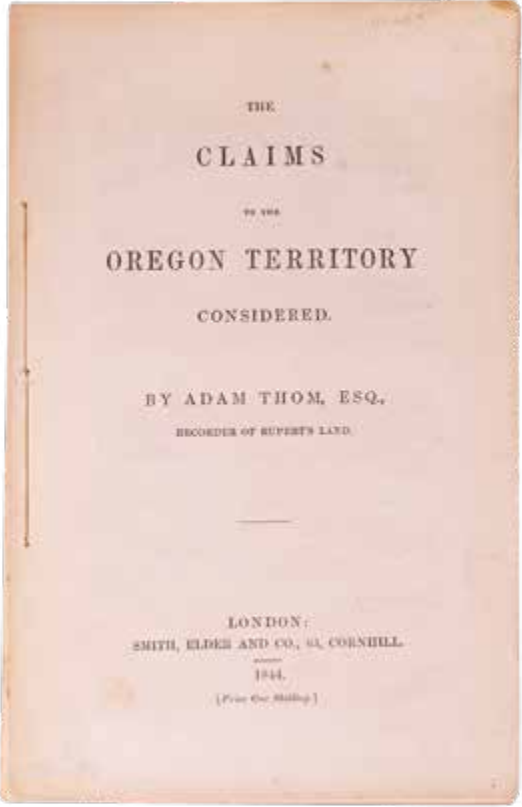 THE
CLAIMS
TO THE
OREGON TERRITORY
CONSIDERED.
BY ADAM THOM, ESQ.,
RECORDER OF RUPERT'S LAND.
LONDON:
SMITH, ELDER AND CO., 65, CORNHILL.
1844.
[Price One Shilling.]